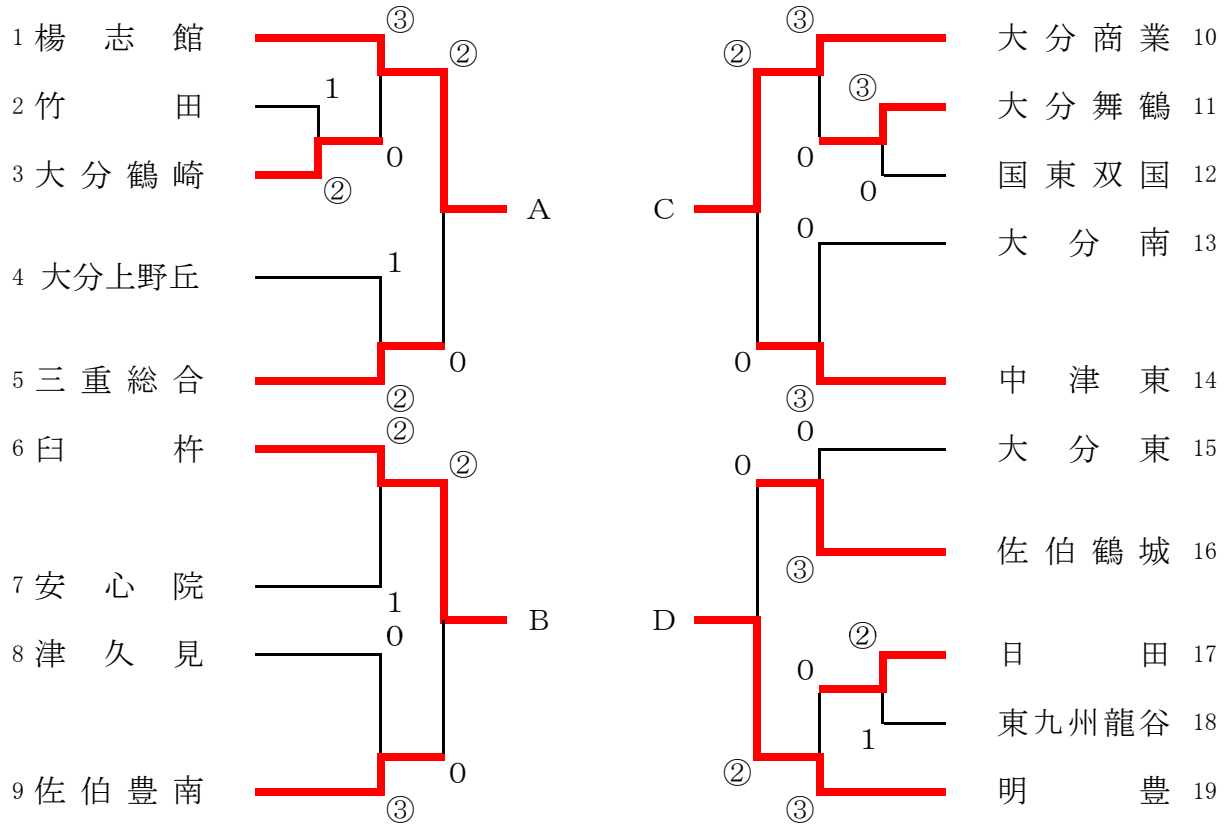 1 楊志館
2 竹田
3 大分鶴崎
4 大分上野丘
5 三重総合
6 臼杵
7 安心院
8 津久見
9 佐伯豊南
③
②
1
0
②
A
1
0
②
②
②
1
0
B
0
③
③
②
③
0
0
C
0
0
③
0
0
③
D
②
0
1
②
③
大分商業 10
大分舞鶴 11
国東双国 12
大分南 13
中津東 14
大分東 15
佐伯鶴城 16
日田 17
東九州龍谷 18
明豊 19